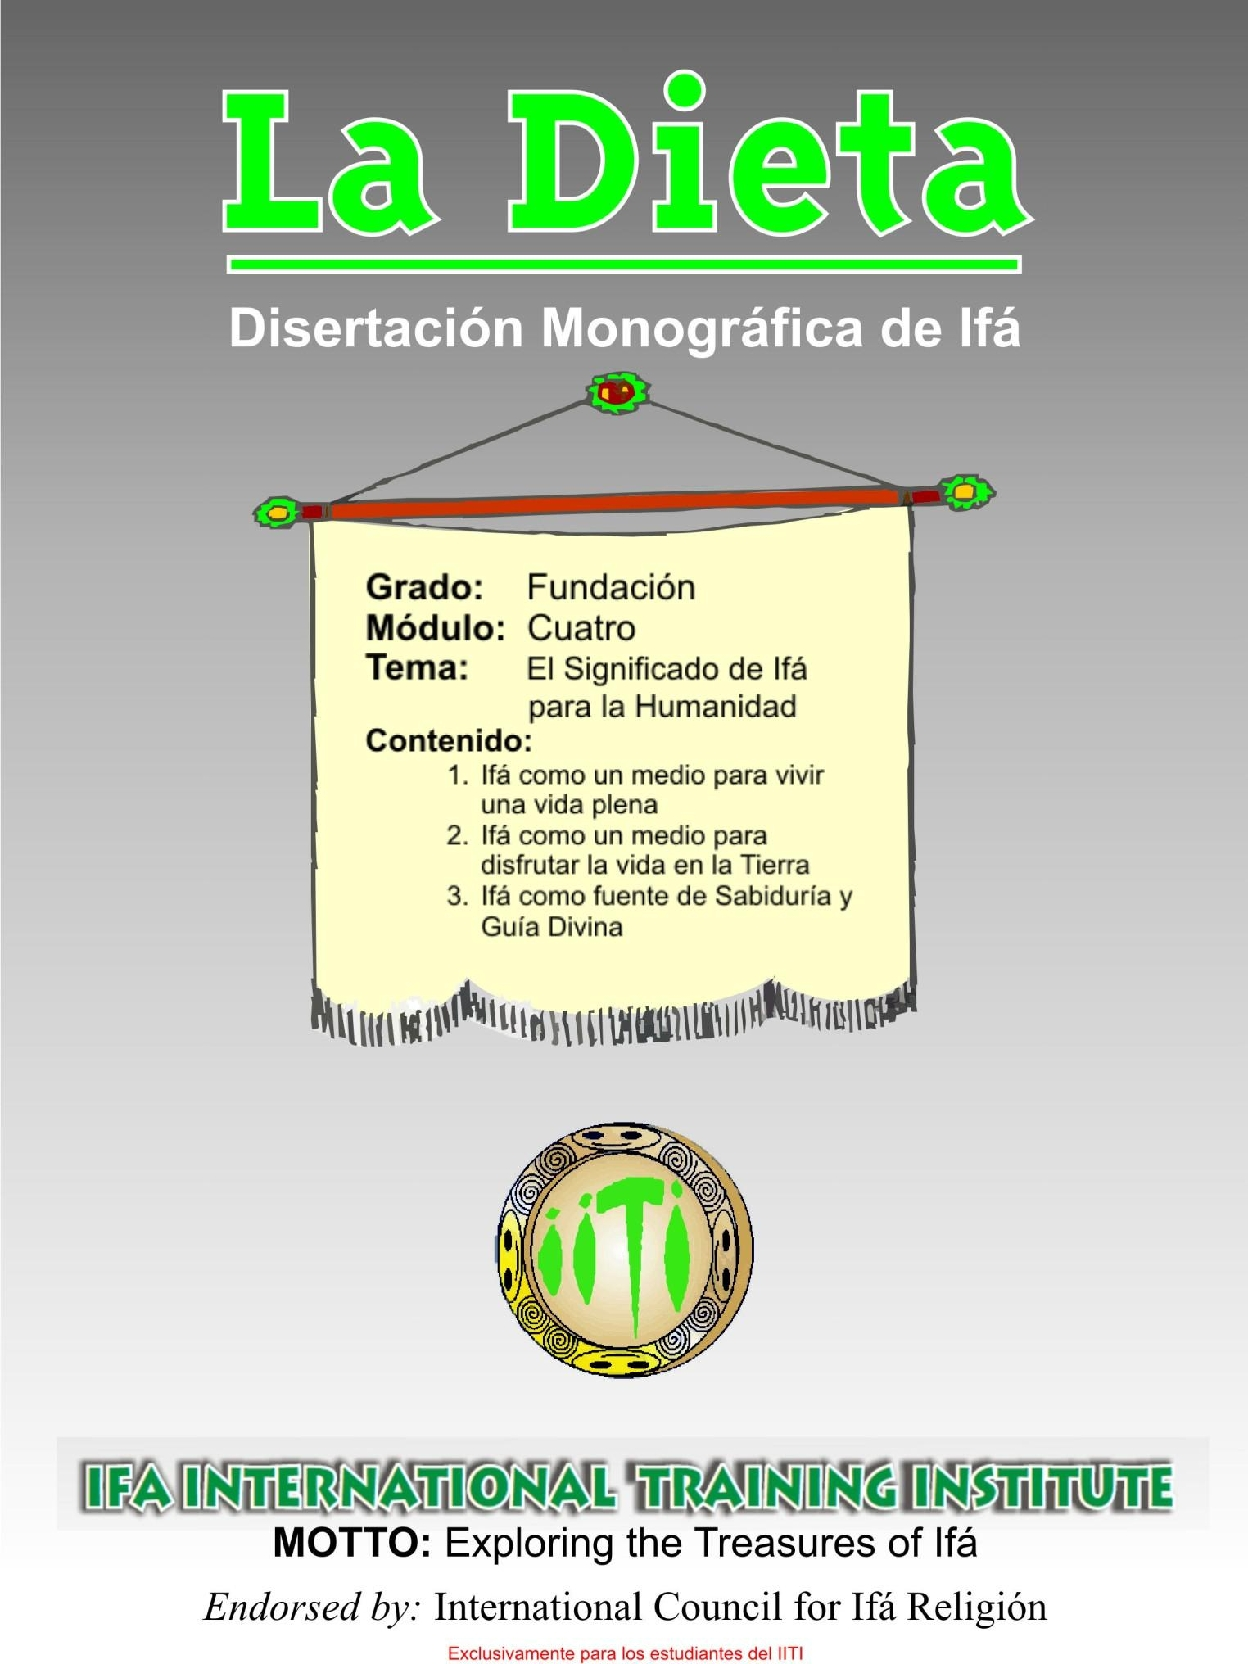 La Dieta
Disertación Monográfica de Ifá
Grado: Fundación
Módulo: Cuatro
Tema: El Significado de Ifá
para la Humanidad
Contenido:
1. Ifá como un medio para vivir
una vida plena
2. Ifá como un medio para
disfrutar la vida en la Tierra
3. Ifá como fuente de Sabiduría y
Guía Divina
iiTi
IFA INTERNATIONAL TRAINING INSTITUTE
MOTTO: Exploring the Treasures of Ifá
Endorsed by: International Council for Ifá Religión
Exclusivamente para los estudiantes del IITI